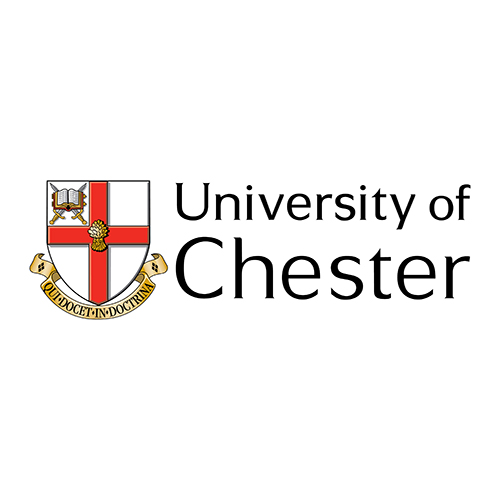 University of
Chester
QUI·DOCET·IN·DOCTRINA